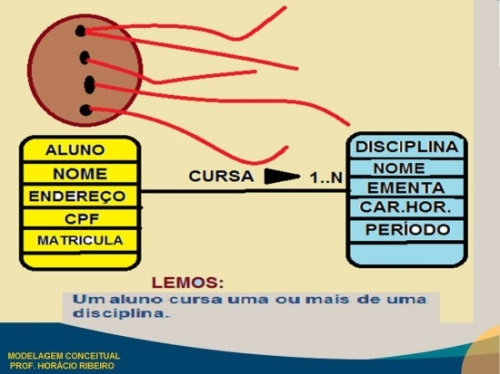 ALUNO
NOME
ENDEREÇO
CPF
MATRICULA
CURSA
1..N
DISCIPLINA
NOME
EMENTA
CAR.HOR.
PERÍODO
LEMOS:
Um aluno cursa uma ou mais de uma
disciplina.
MODELAGEM CONCEITUAL
PROF. HORÁCIO RIBEIRO